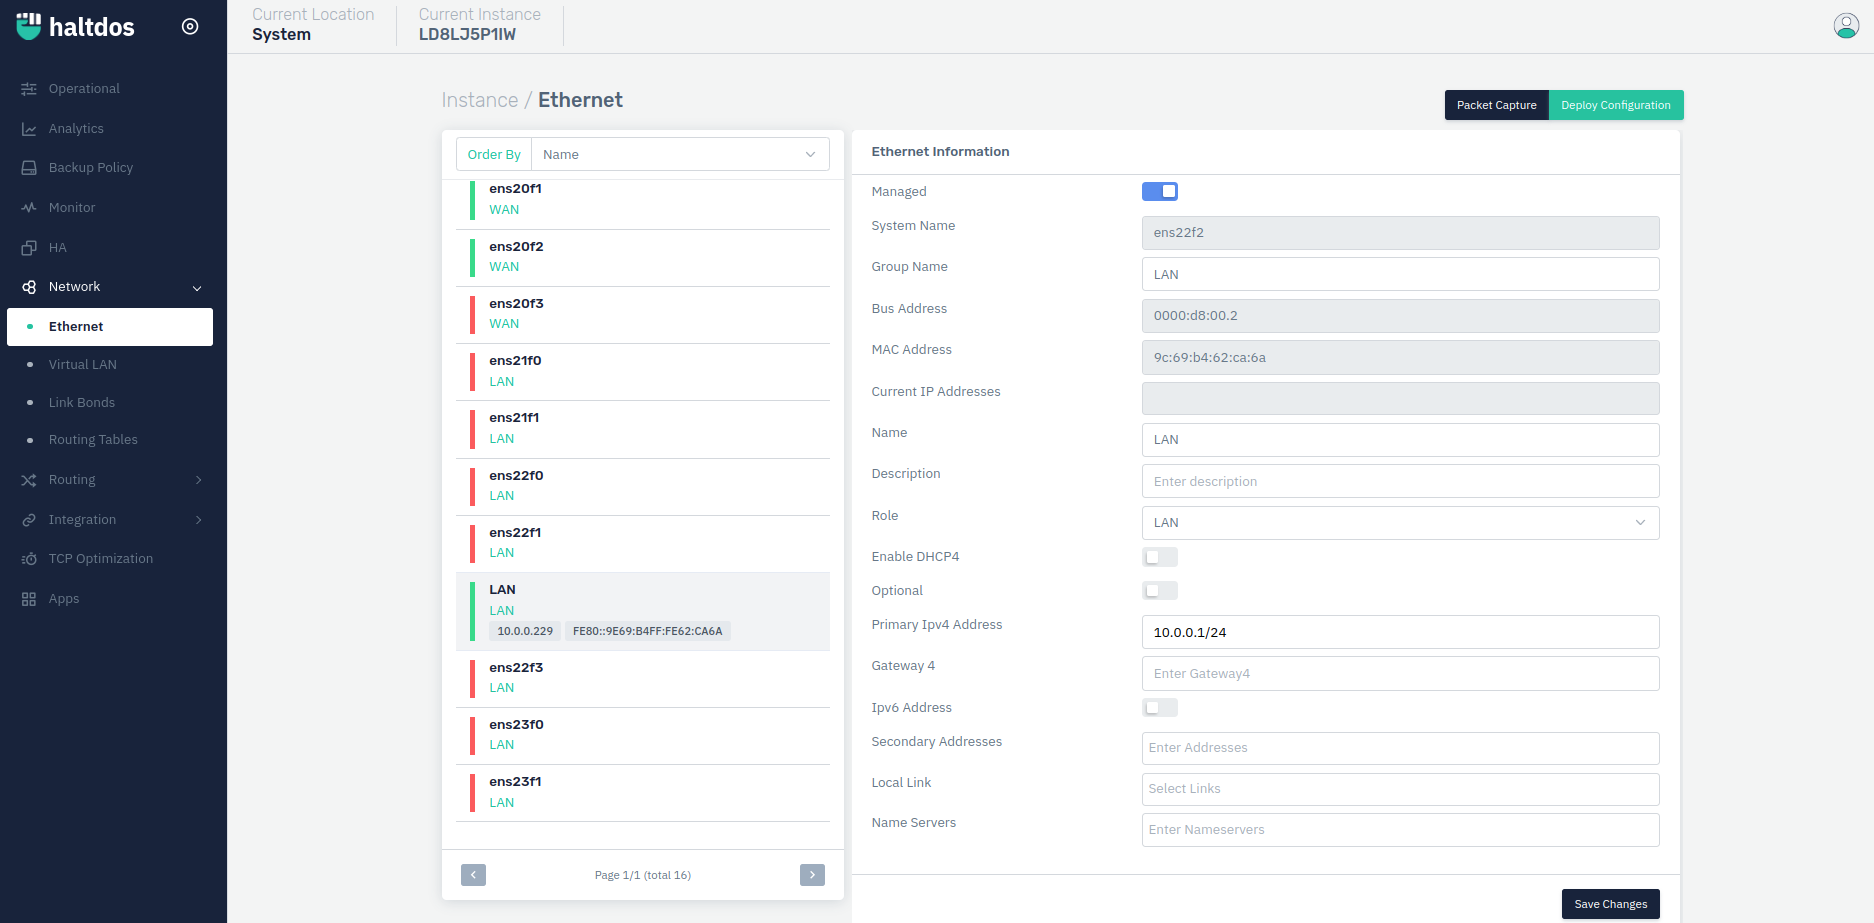 haltdos
Current Location
System
Current Instance
LD8LJ5P1IW
Operational
Analytics
Backup Policy
Monitor
HA
Network
Ethernet
Virtual LAN
Link Bonds
Routing Tables
Routing
Integration
TCP Optimization
Apps
Instance / Ethernet
Packet Capture
Deploy Configuration
Order By
Name
ens20f1
WAN
ens20f2
WAN
ens20f3
WAN
ens21f0
LAN
ens21f1
LAN
ens22f0
LAN
ens22f1
LAN
LAN
LAN
10.0.0.229 FE80::9E69:B4FF:FE62:CA6A
ens22f3
LAN
ens23f0
LAN
ens23f1
LAN
Page 1/1 (total 16)
Ethernet Information
Managed
System Name
ens22f2
Group Name
LAN
Bus Address
0000:d8:00.2
MAC Address
9c:69:b4:62:ca:6a
Current IP Addresses
Name
LAN
Description
Enter description
Role
LAN
Enable DHCP4
Optional
Primary Ipv4 Address
10.0.0.1/24
Gateway 4
Enter Gateway4
Ipv6 Address
Secondary Addresses
Enter Addresses
Local Link
Select Links
Name Servers
Enter Nameservers
Save Changes